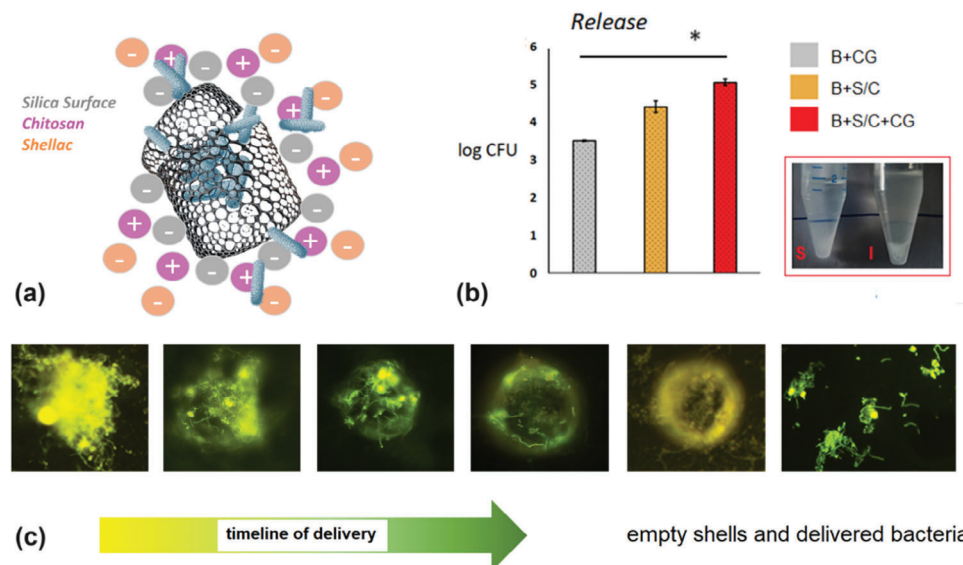 Silica Surface
Chitosan
Shellac
+
-
(a)
Release
*
6
5
4
3
2
1
0
log CFU
B+CG
B+S/C
B+S/C+CG
2
S
I
(b)
(c)
timeline of delivery
empty shells and delivered bacteria